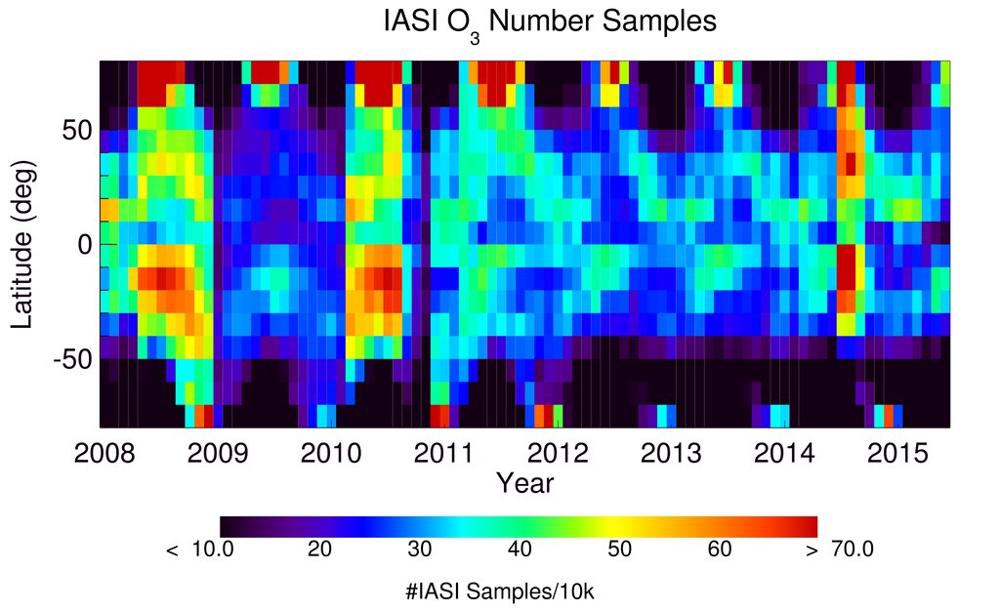 IASI O3 Number Samples
Latitude (deg)
50
0
-50
2008 2009 2010 2011 2012 2013 2014 2015
Year
< 10.0 20 30 40 50 60 > 70.0
#IASI Samples/10k